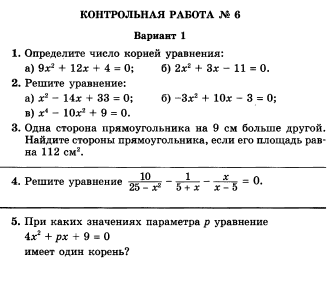 КОНТРОЛЬНАЯ РАБОТА № 6
Вариант 1
1. Определите число корней уравнения:
а) 9x² + 12x + 4 = 0; б) 2x² + 3x − 11 = 0.
2. Решите уравнение:
а) x² − 14x + 33 = 0; б) −3x² + 10x − 3 = 0;
в) x⁴ − 10x² + 9 = 0.
3. Одна сторона прямоугольника на 9 см больше другой.
Найдите стороны прямоугольника, если его площадь рав-
на 112 см².
4. Решите уравнение 10/(25 − x²) − 1/(5 + x) − x/(x − 5) = 0.
5. При каких значениях параметра p уравнение
4x² + px + 9 = 0
имеет один корень?